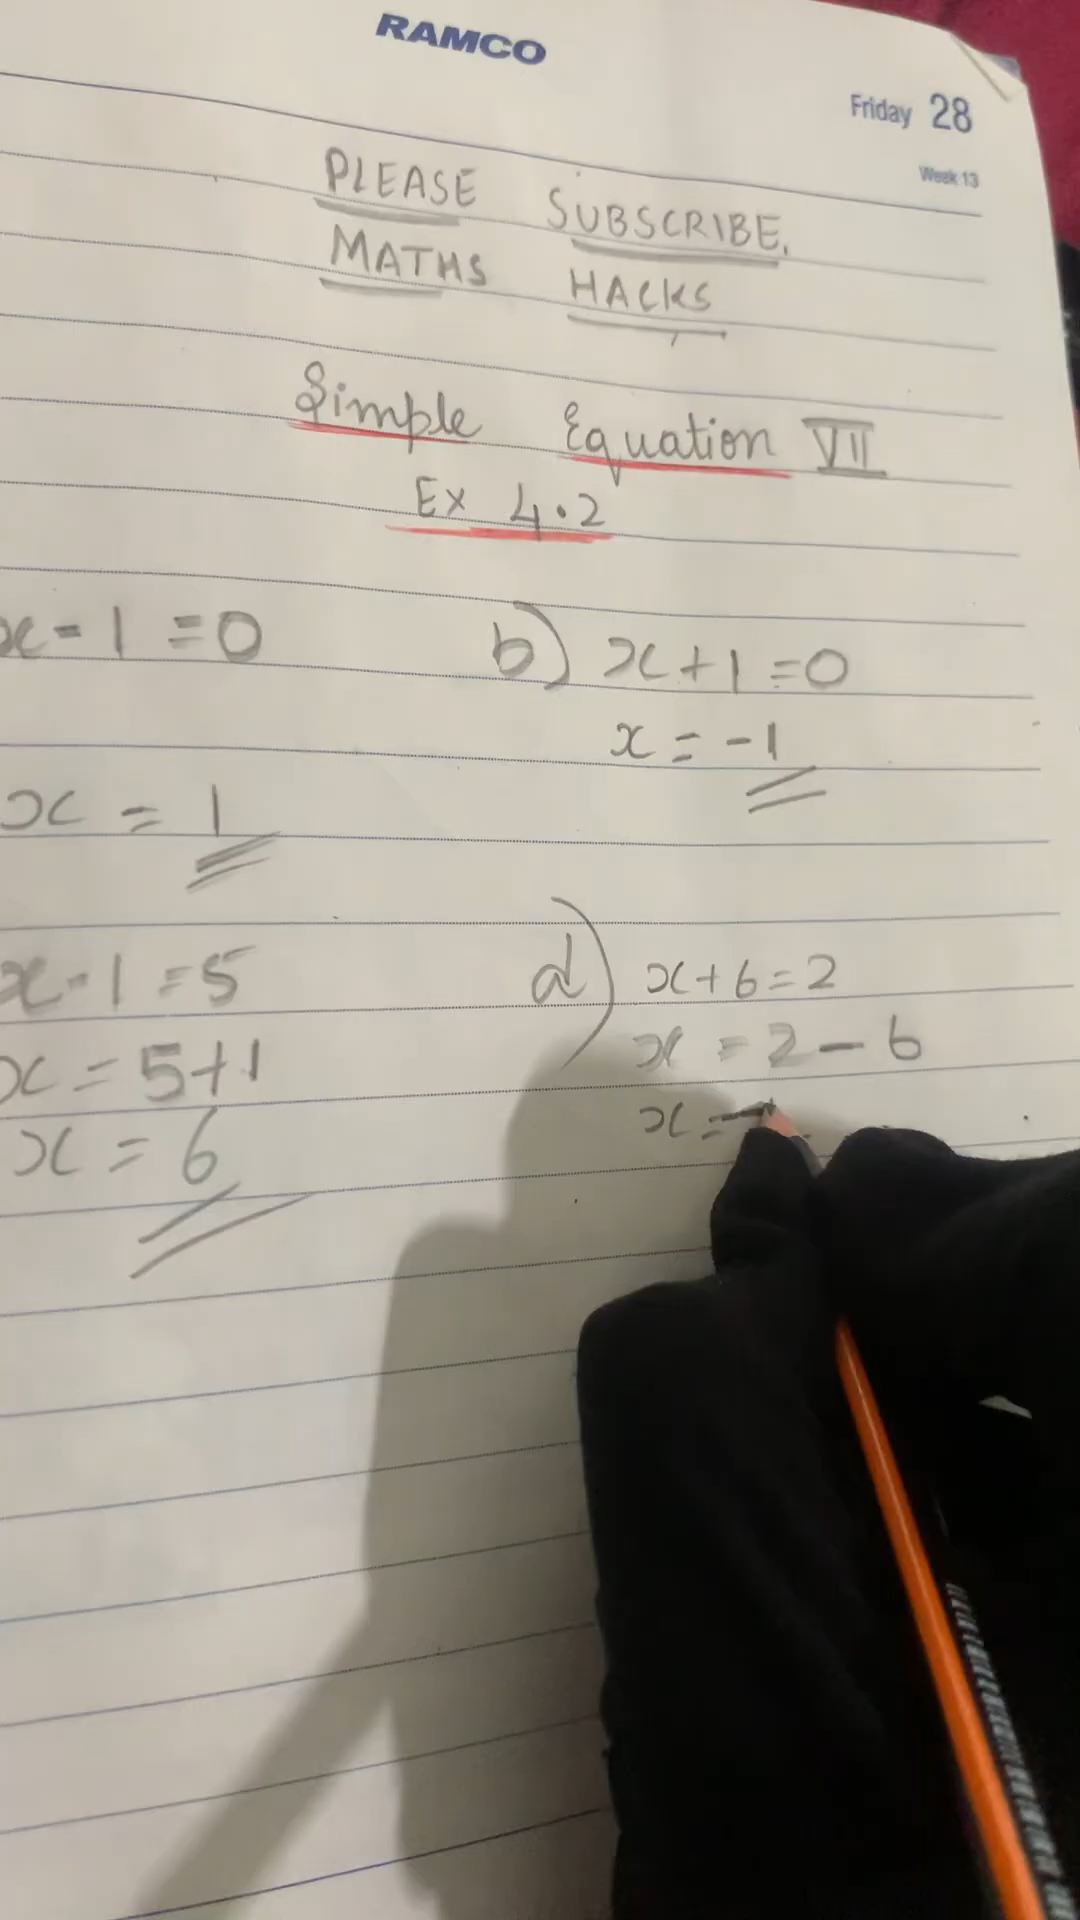 RAMCO
Friday 28
Week 13
PLEASE SUBSCRIBE.
MATHS HACKS
Simple Equation VII
Ex 4.2
x - 1 = 0
x = 1
b) x + 1 = 0
x = -1
x - 1 = 5
x = 5 + 1
x = 6
d) x + 6 = 2
x = 2 - 6
x = -